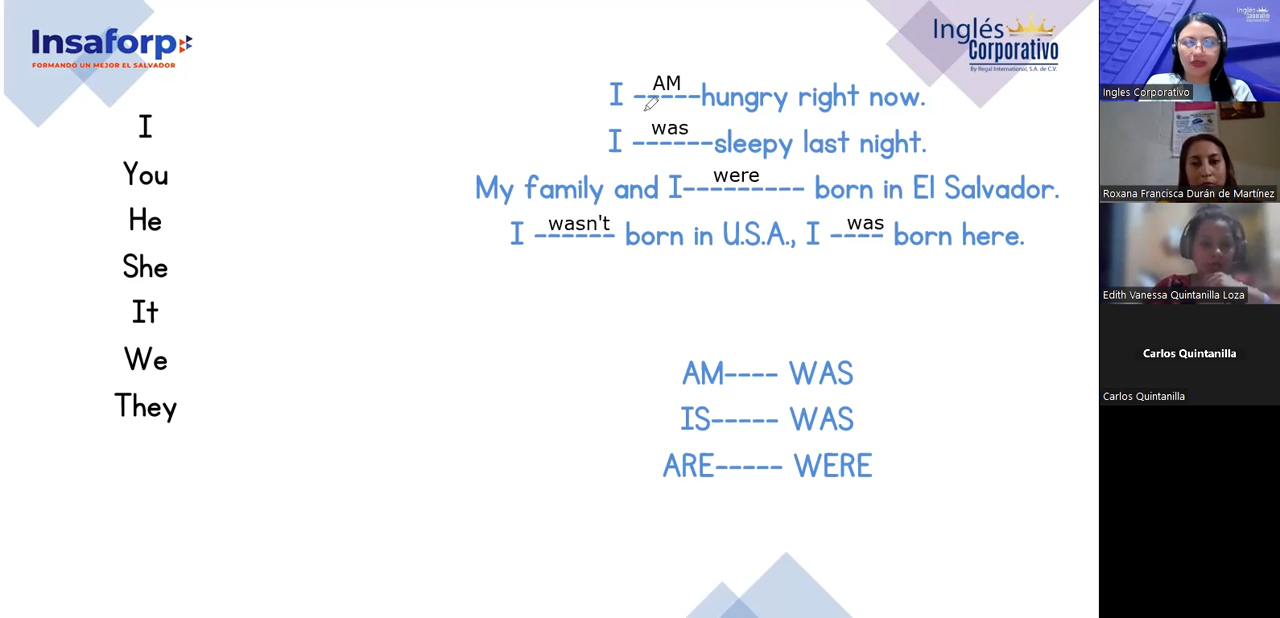 Insaforp
FORMANDO UN MEJOR EL SALVADOR
Inglés
Corporativo
By Regal International, S.A. de C.V.
I
You
He
She
It
We
They
I AM-----hungry right now.
I was------sleepy last night.
My family and I were--------- born in El Salvador.
I wasn't------ born in U.S.A., I was---- born here.
AM---- WAS
IS----- WAS
ARE----- WERE
Inglés
Corporativo
Ingles Corporativo
Roxana Francisca Durán de Martínez
Edith Vanessa Quintanilla Loza
Carlos Quintanilla
Carlos Quintanilla